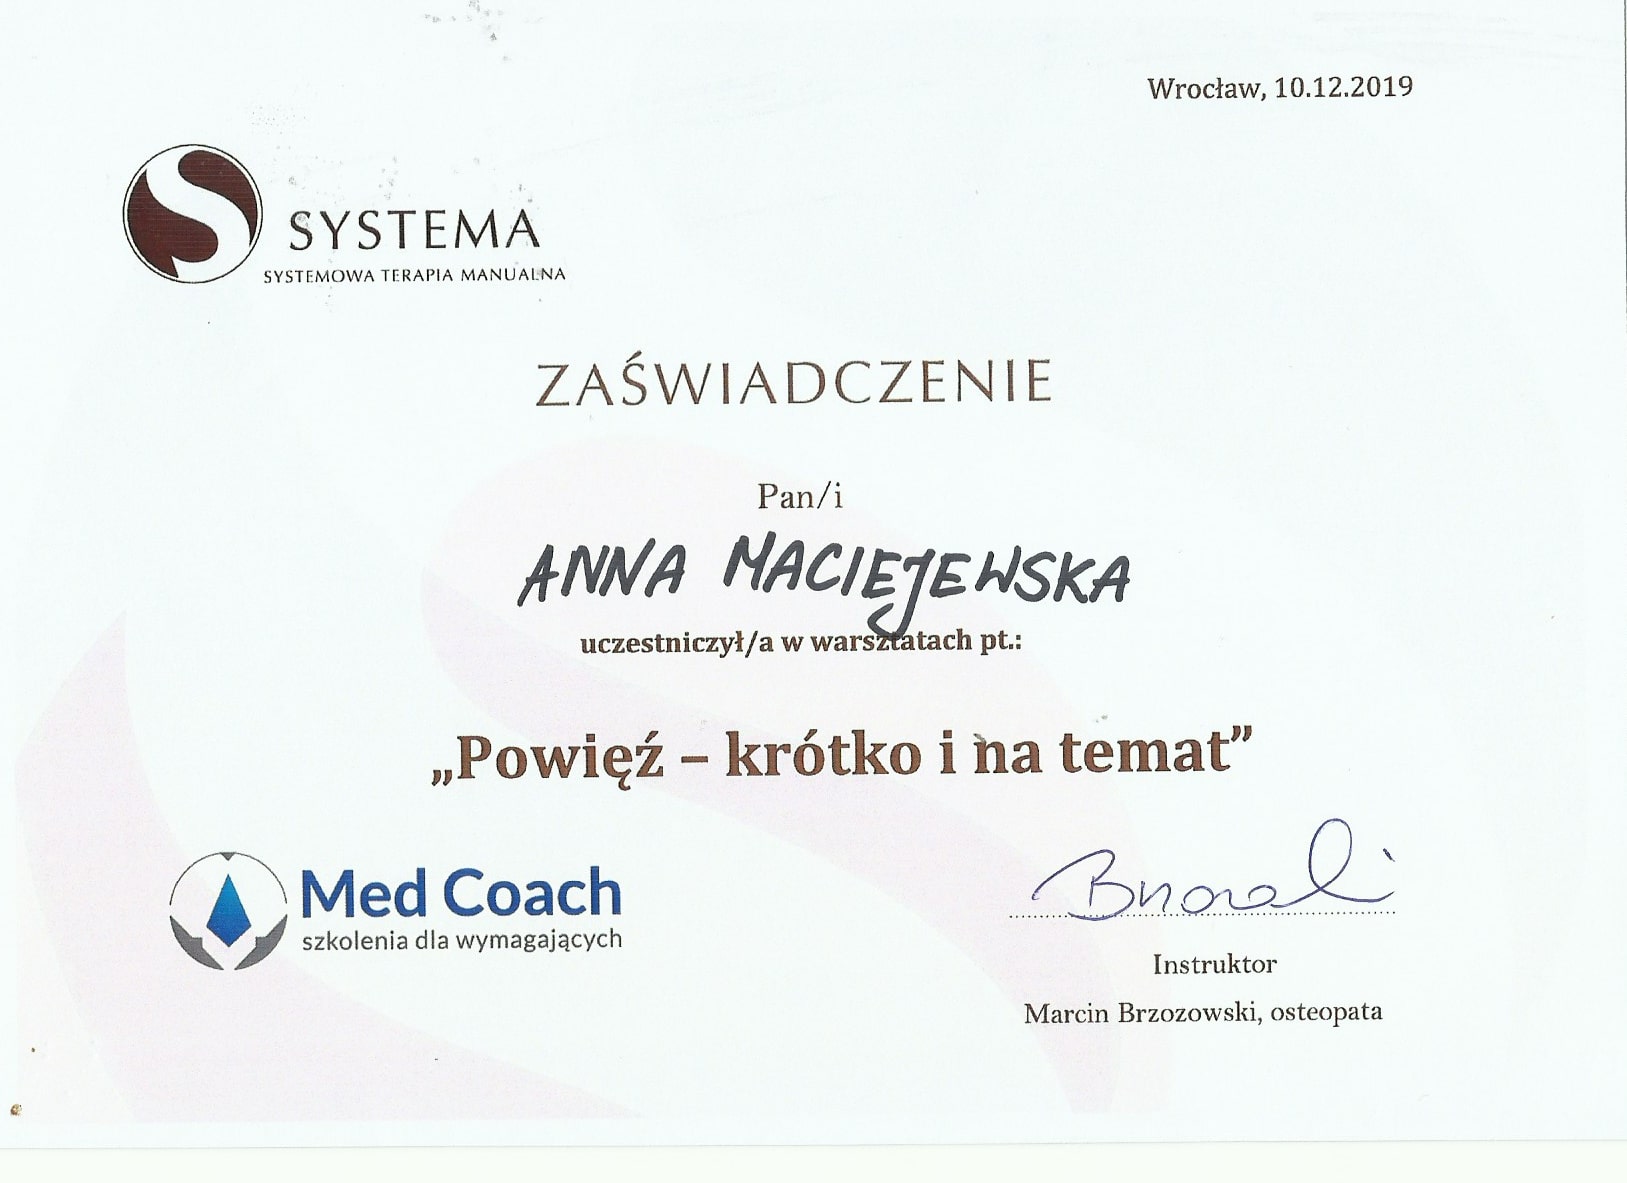 Wrocław, 10.12.2019
SYSTEMA
SYSTEMOWA TERAPIA MANUALNA
ZAŚWIADCZENIE
Pan/i
ANNA MACIEJEWSKA
uczestniczył/a w warsztatach pt.:
„Powięź – krótko i na temat”
Med Coach
szkolenia dla wymagających
Instruktor
Marcin Brzozowski, osteopata